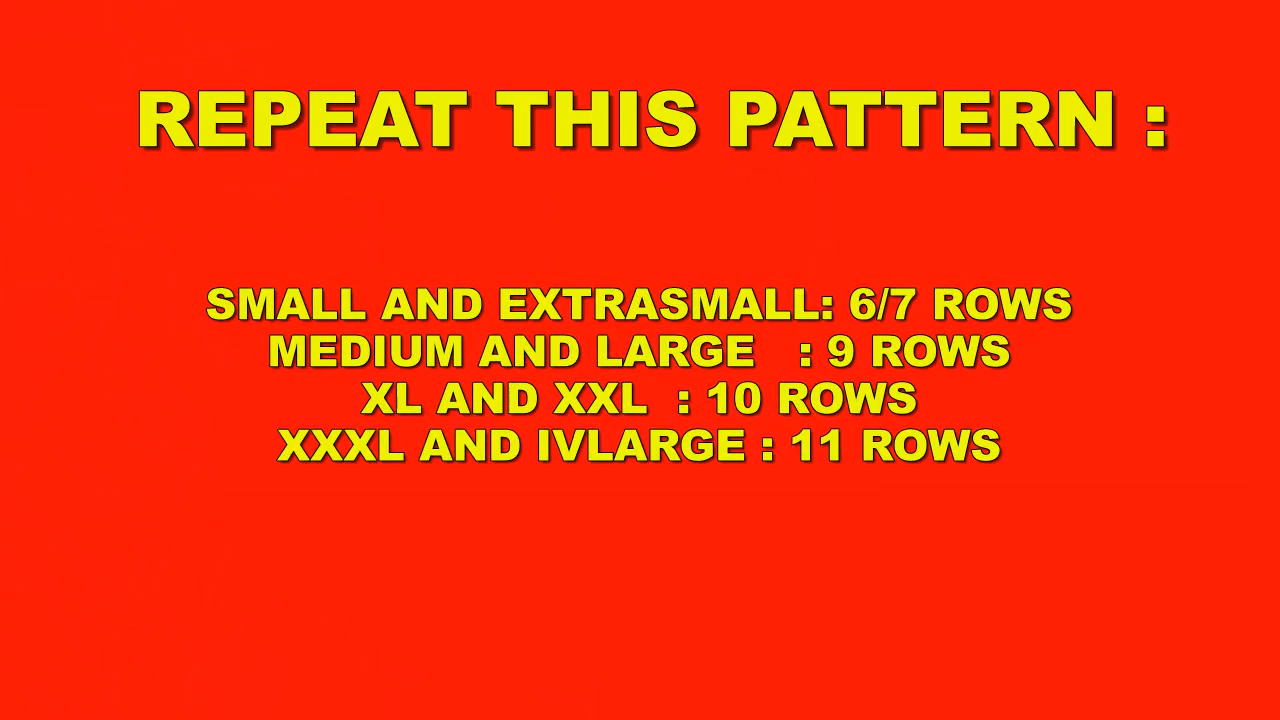 REPEAT THIS PATTERN :
SMALL AND EXTRASMALL: 6/7 ROWS
MEDIUM AND LARGE   : 9 ROWS
XL AND XXL  : 10 ROWS
XXXL AND IVLARGE : 11 ROWS